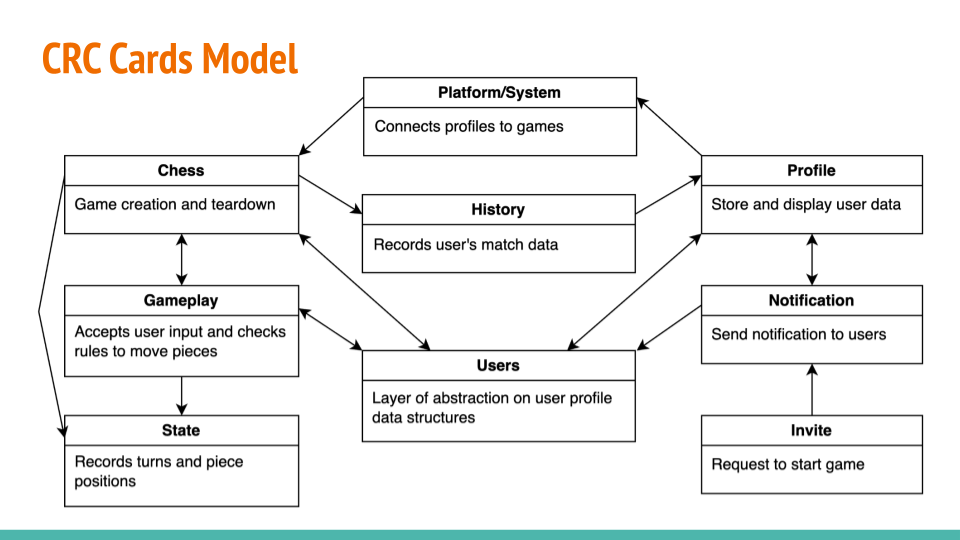 CRC Cards Model
Platform/System
Connects profiles to games
Chess
Game creation and teardown
History
Records user's match data
Profile
Store and display user data
Gameplay
Accepts user input and checks
rules to move pieces
Users
Layer of abstraction on user profile
data structures
Notification
Send notification to users
State
Records turns and piece
positions
Invite
Request to start game